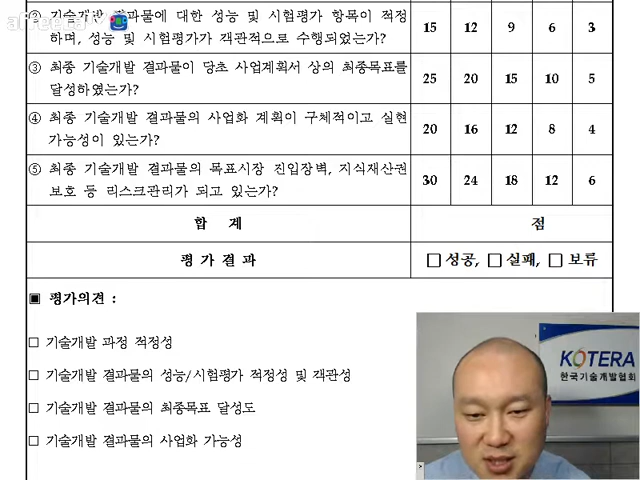 afreecaTV
② 기술개발 결과물에 대한 성능 및 시험평가 항목이 적정
하며, 성능 및 시험평가가 객관적으로 수행되었는가?
15 12 9 6 3
③ 최종 기술개발 결과물이 당초 사업계획서 상의 최종목표를
달성하였는가?
25 20 15 10 5
④ 최종 기술개발 결과물의 사업화 계획이 구체적이고 실현
가능성이 있는가?
20 16 12 8 4
⑤ 최종 기술개발 결과물의 목표시장 진입장벽, 지식재산권
보호 등 리스크관리가 되고 있는가?
30 24 18 12 6
합 계 점
평 가 결 과 □ 성공, □ 실패, □ 보류
▣ 평가의견 :
□ 기술개발 과정 적정성
□ 기술개발 결과물의 성능/시험평가 적정성 및 객관성
□ 기술개발 결과물의 최종목표 달성도
□ 기술개발 결과물의 사업화 가능성
KOTERA
한국기술개발협회